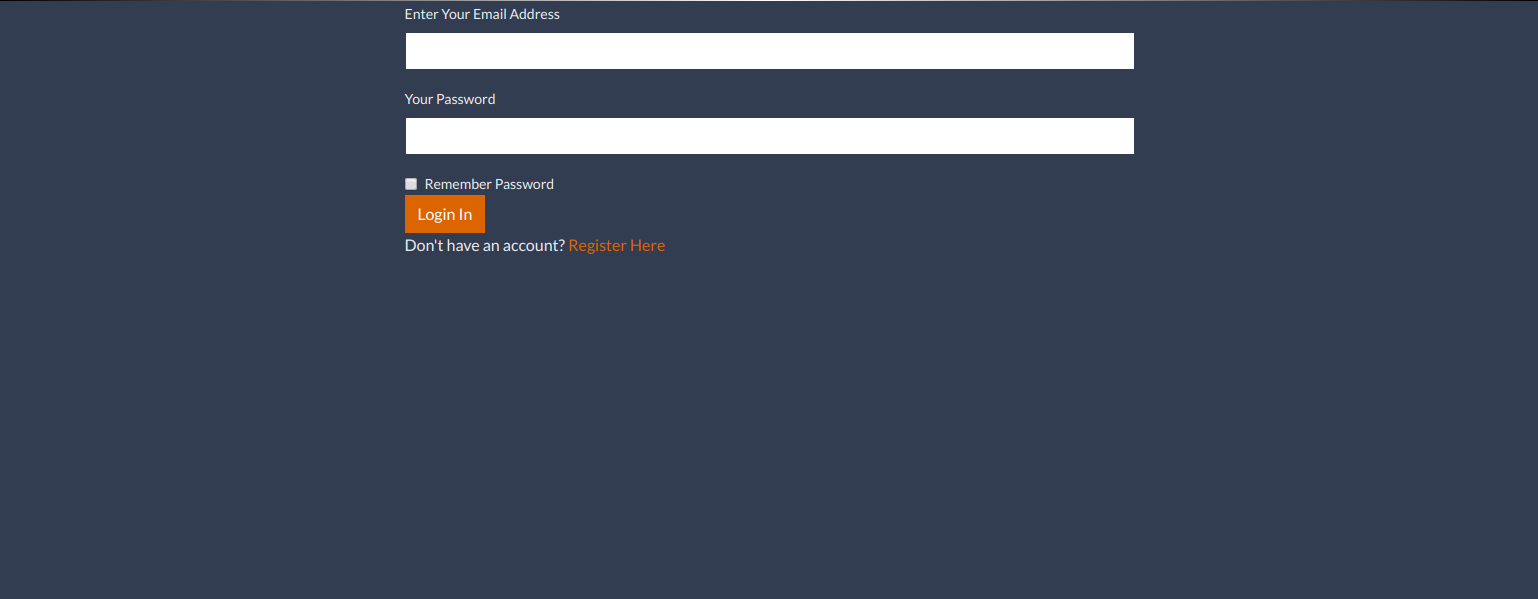 Enter Your Email Address
Your Password
Remember Password
Login In
Don't have an account? Register Here